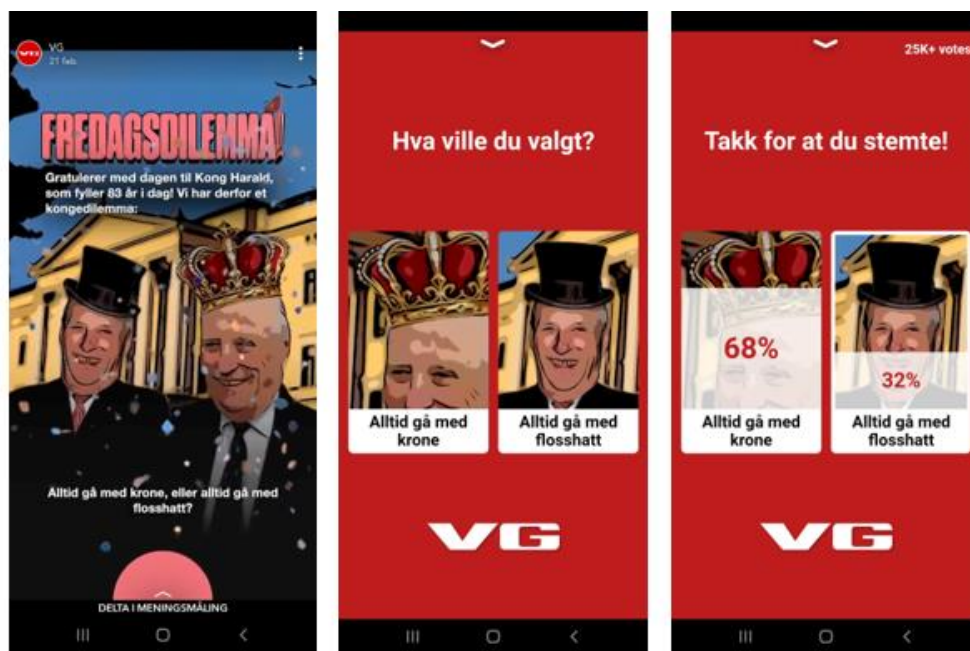 VG
21 feb.
FREDAGSDILEMMA!
Gratulerer med dagen til Kong Harald,
som fyller 83 år i dag! Vi har derfor et
kongedilemma:
Alltid gå med krone, eller alltid gå med
flosshatt?
DELTA I MENINGSMÅLING
Hva ville du valgt?
Alltid gå med
krone
Alltid gå med
flosshatt
VG
25K+ votes
Takk for at du stemte!
68%
32%
Alltid gå med
krone
Alltid gå med
flosshatt
VG